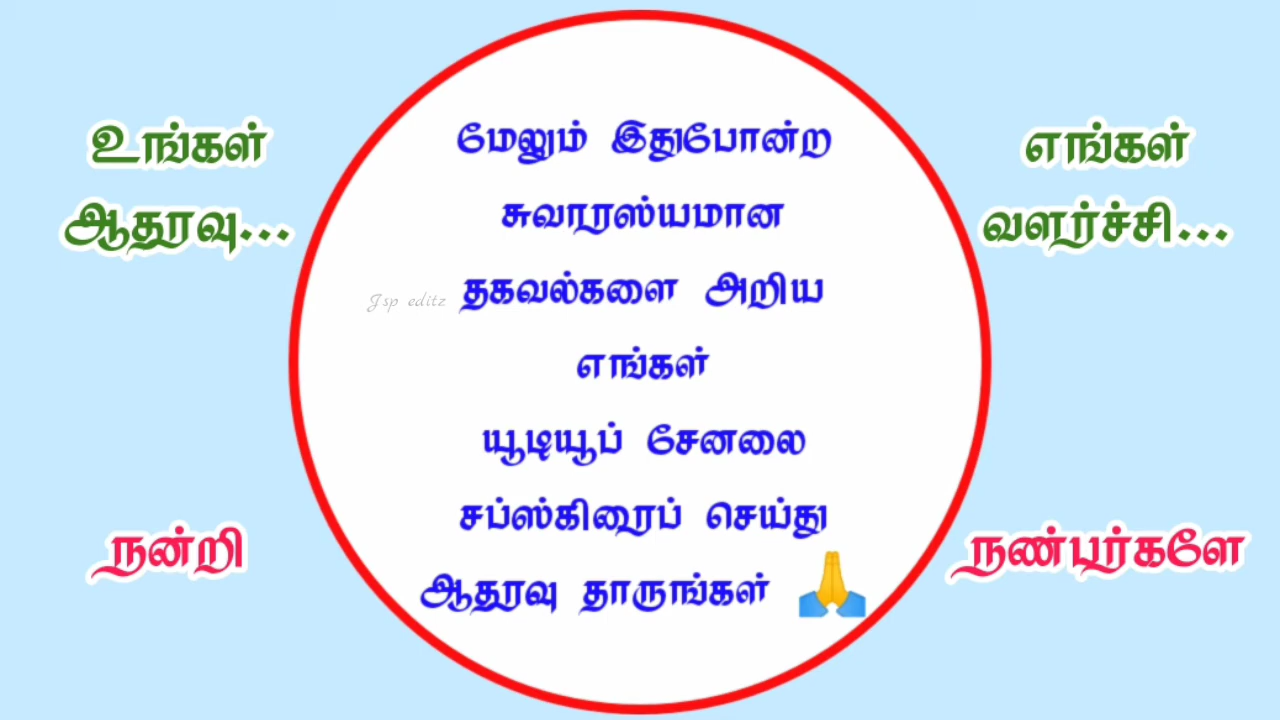 உங்கள்
ஆதரவு...
மேலும் இதுபோன்ற
சுவாரஸ்யமான
தகவல்களை அறிய
எங்கள்
யூடியூப் சேனலை
சப்ஸ்கிரைப் செய்து
ஆதரவு தாருங்கள் 🙏
எங்கள்
வளர்ச்சி...
Jsp editz
நன்றி
நண்பர்களே